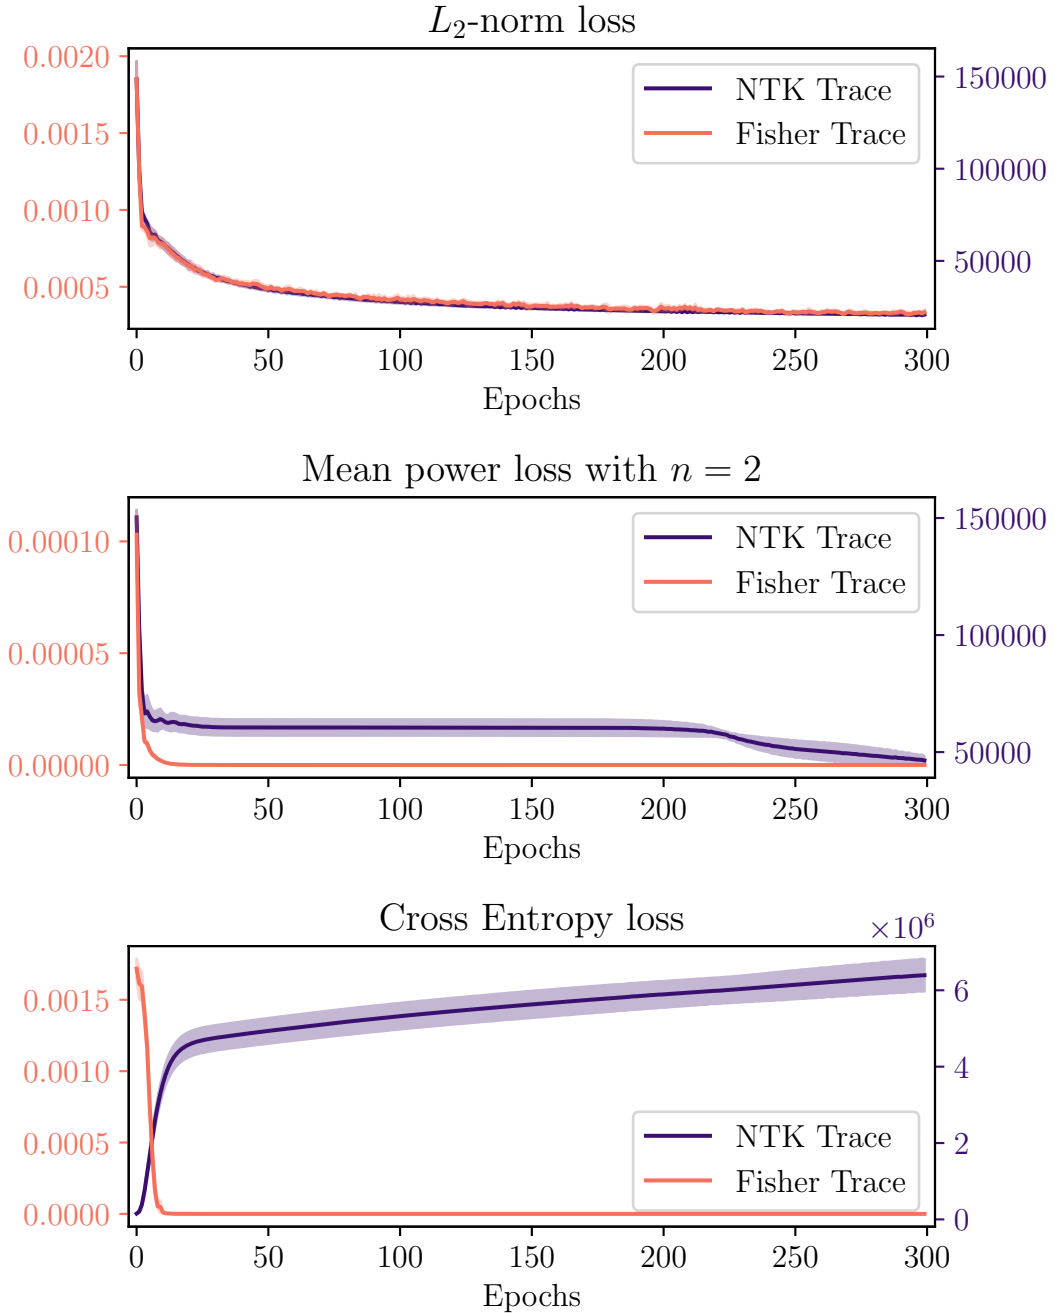 L₂-norm loss
0.0020
0.0015
0.0010
0.0005
150000
100000
50000
NTK Trace
Fisher Trace
0 50 100 150 200 250 300
Epochs
Mean power loss with n = 2
0.00010
0.00005
0.00000
150000
100000
50000
NTK Trace
Fisher Trace
0 50 100 150 200 250 300
Epochs
Cross Entropy loss
×10⁶
0.0015
0.0010
0.0005
0.0000
6
4
2
0
NTK Trace
Fisher Trace
0 50 100 150 200 250 300
Epochs